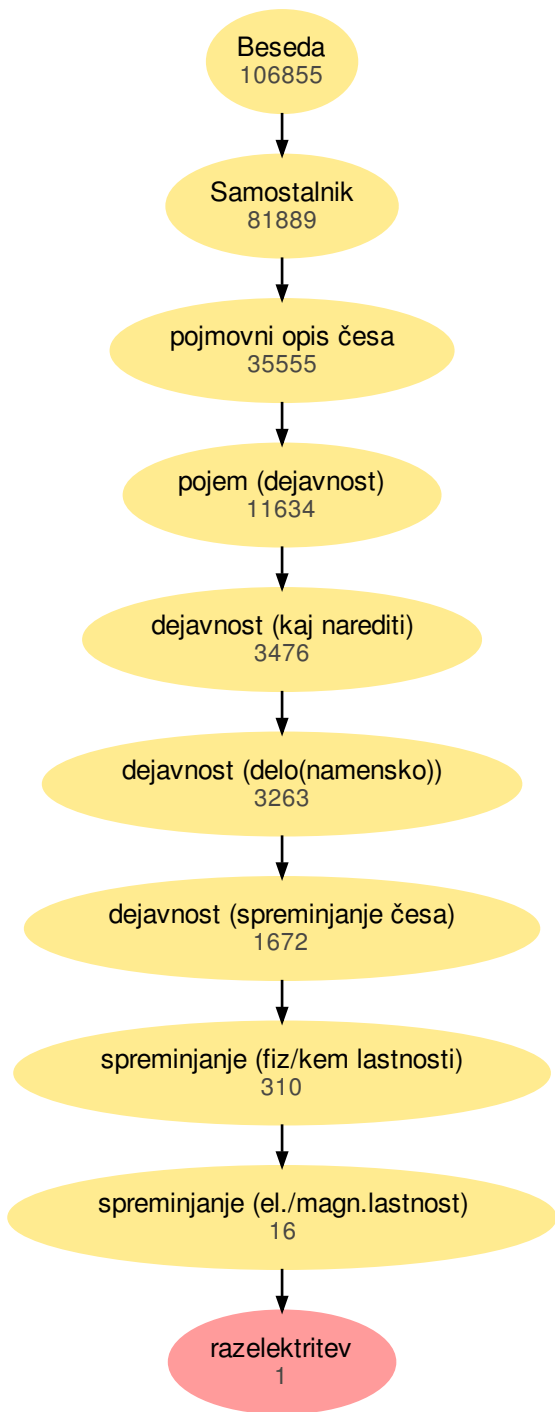 Beseda
106855
Samostalnik
81889
pojmovni opis česa
35555
pojem (dejavnost)
11634
dejavnost (kaj narediti)
3476
dejavnost (delo(namensko))
3263
dejavnost (spreminjanje česa)
1672
spreminjanje (fiz/kem lastnosti)
310
spreminjanje (el./magn.lastnost)
16
razelektritev
1